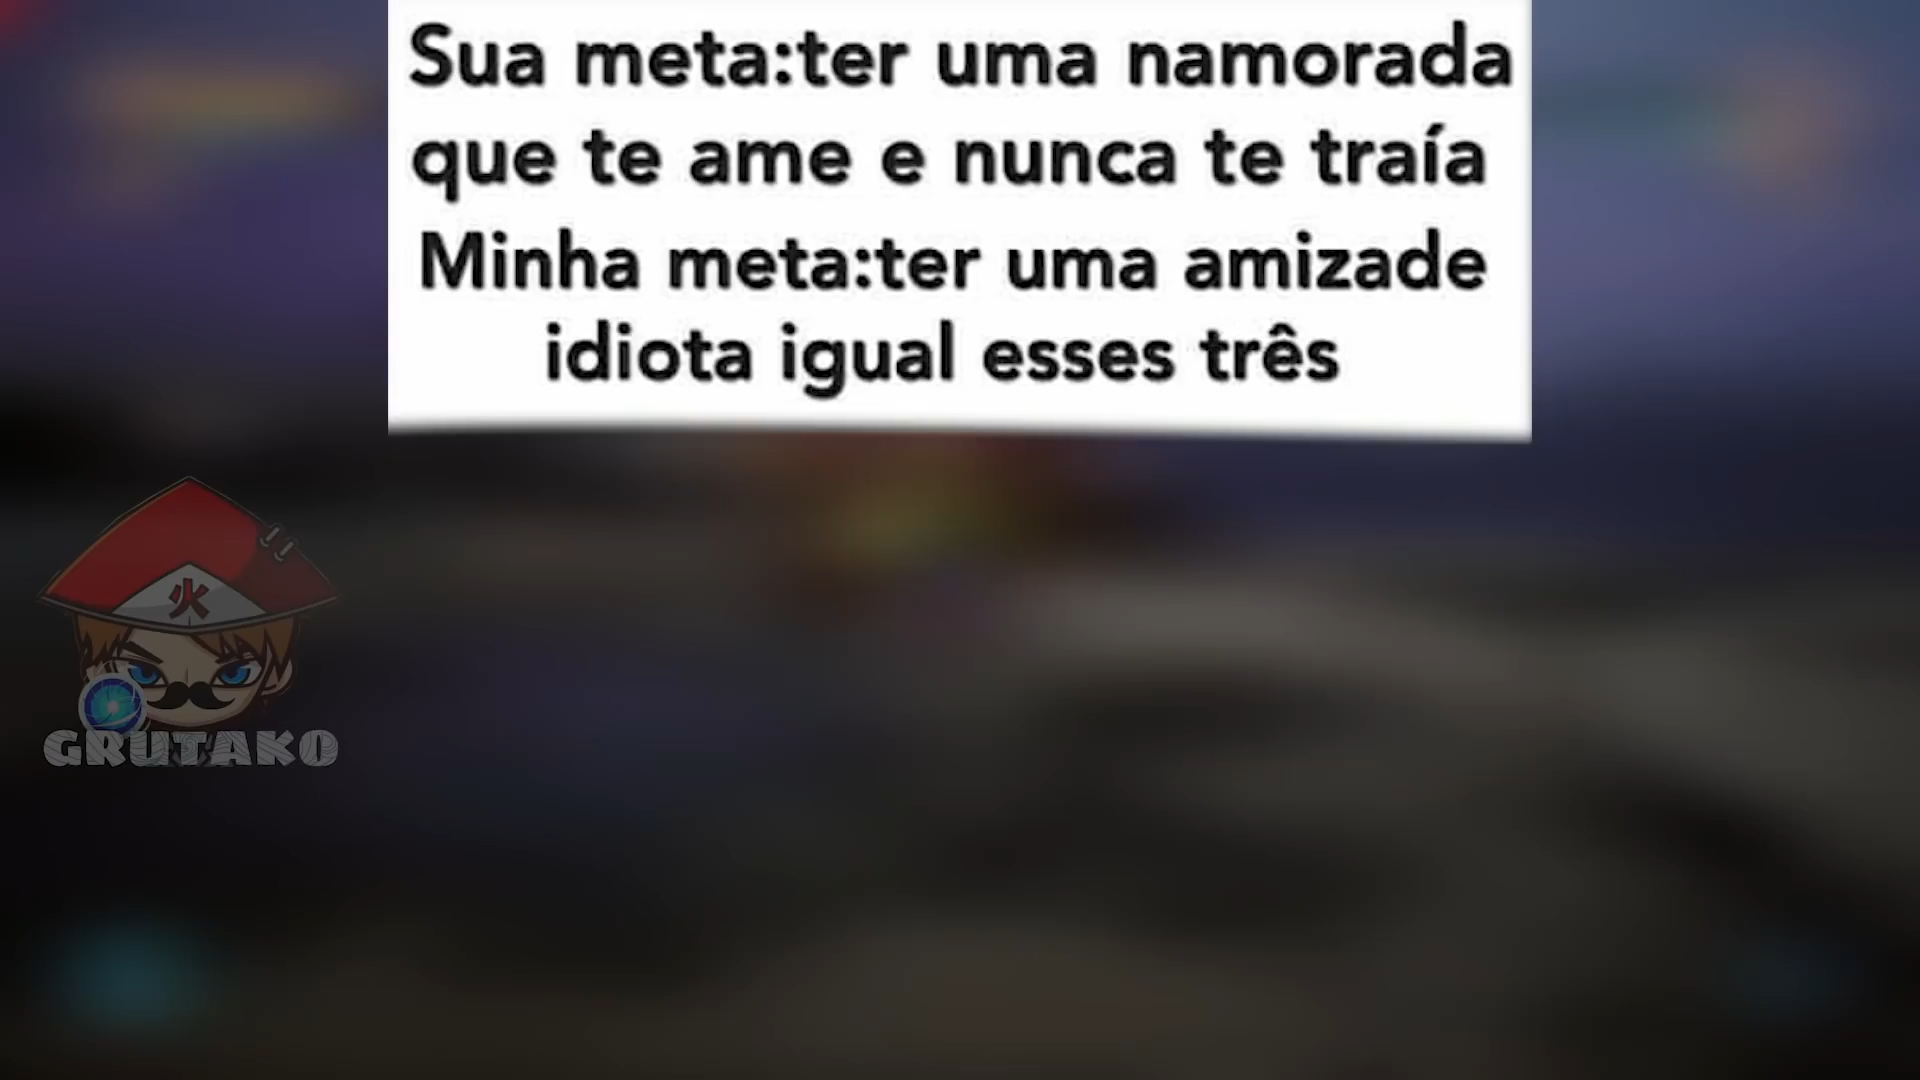 Sua meta:ter uma namorada
que te ame e nunca te traía
Minha meta:ter uma amizade
idiota igual esses três
火
GRUTAKO